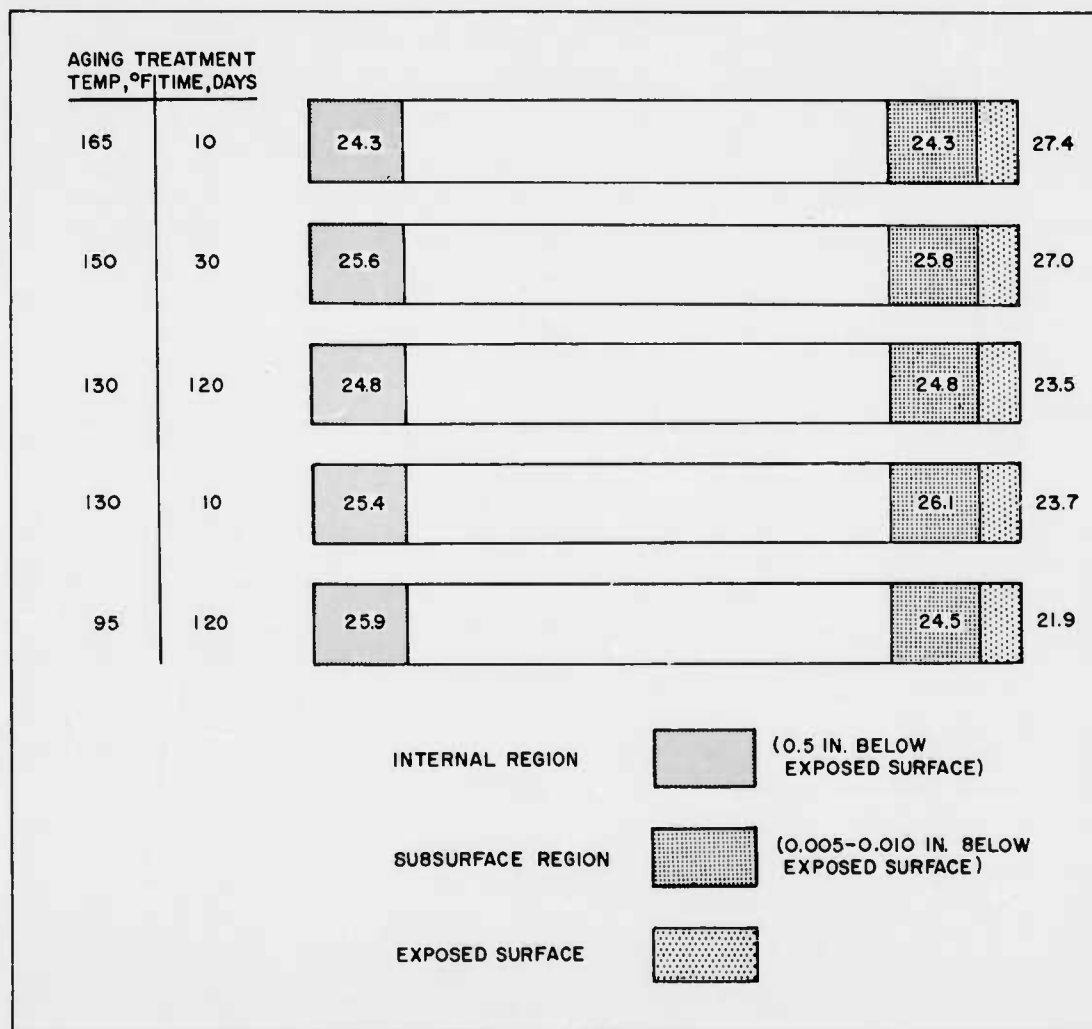 AGING TREATMENT
TEMP, °F TIME, DAYS
165 10 24.3 24.3 27.4
150 30 25.6 25.8 27.0
130 120 24.8 24.8 23.5
130 10 25.4 26.1 23.7
95 120 25.9 24.5 21.9
INTERNAL REGION (0.5 IN. BELOW
EXPOSED SURFACE)
SUBSURFACE REGION (0.005-0.010 IN. BELOW
EXPOSED SURFACE)
EXPOSED SURFACE